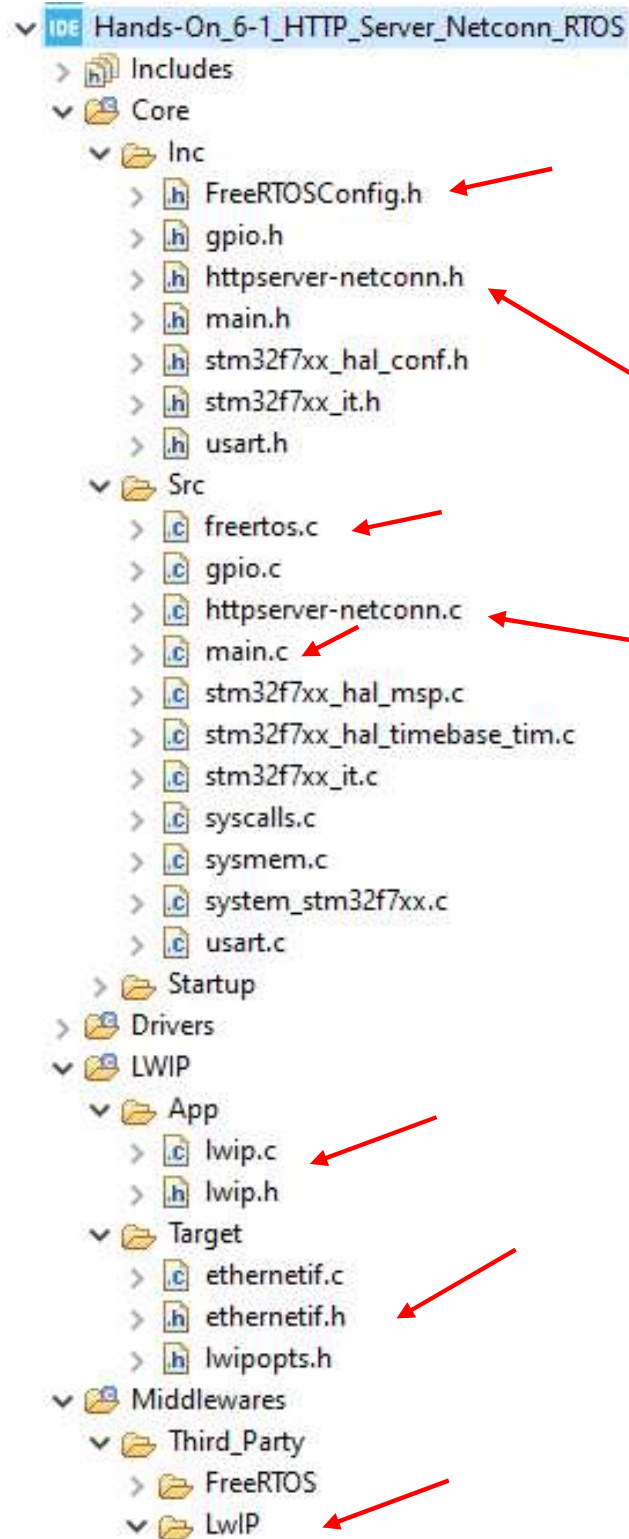 IDE Hands-On_6-1_HTTP_Server_Netconn_RTOS
Includes
Core
Inc
.h FreeRTOSConfig.h
.h gpio.h
.h httpserver-netconn.h
.h main.h
.h stm32f7xx_hal_conf.h
.h stm32f7xx_it.h
.h usart.h
Src
.c freertos.c
.c gpio.c
.c httpserver-netconn.c
.c main.c
.c stm32f7xx_hal_msp.c
.c stm32f7xx_hal_timebase_tim.c
.c stm32f7xx_it.c
.c syscalls.c
.c sysmem.c
.c system_stm32f7xx.c
.c usart.c
Startup
Drivers
LWIP
App
.c lwip.c
.h lwip.h
Target
.c ethernetif.c
.h ethernetif.h
.h lwipopts.h
Middlewares
Third_Party
FreeRTOS
LwIP